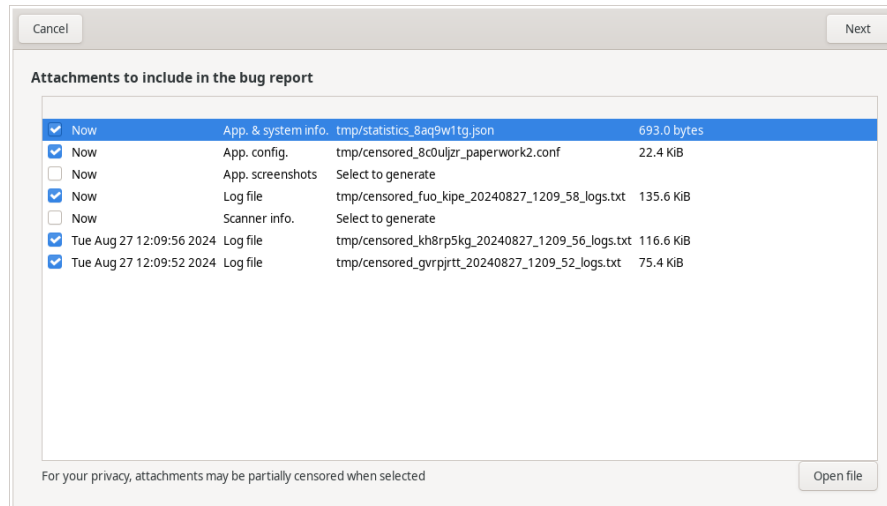 Cancel Next
Attachments to include in the bug report
Now App. & system info. tmp/statistics_8aq9w1tg.json 693.0 bytes
Now App. config. tmp/censored_8c0uljzr_paperwork2.conf 22.4 KiB
Now App. screenshots Select to generate
Now Log file tmp/censored_fuo_kipe_20240827_1209_58_logs.txt 135.6 KiB
Now Scanner info. Select to generate
Tue Aug 27 12:09:56 2024 Log file tmp/censored_kh8rp5kg_20240827_1209_56_logs.txt 116.6 KiB
Tue Aug 27 12:09:52 2024 Log file tmp/censored_gvrpjrtt_20240827_1209_52_logs.txt 75.4 KiB
For your privacy, attachments may be partially censored when selected Open file